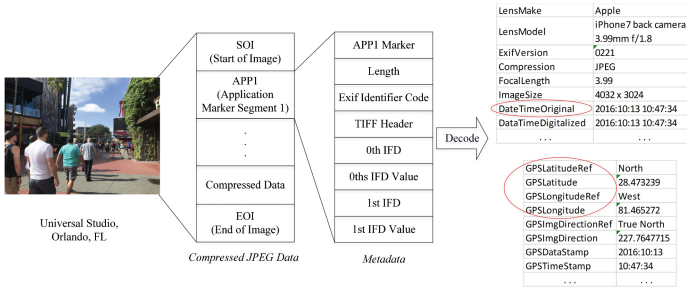 Universal Studio,
Orlando, FL
SOI
(Start of Image)
APP1
(Application
Marker Segment 1)
.
.
.
Compressed Data
EOI
(End of Image)
Compressed JPEG Data
APP1 Marker
Length
Exif Identifier Code
TIFF Header
0th IFD
0ths IFD Value
1st IFD
1st IFD Value
Metadata
Decode
LensMake Apple
LensModel iPhone7 back camera
3.99mm f/1.8
ExifVersion 0221
Compression JPEG
FocalLength 3.99
ImageSize 4032 x 3024
DateTimeOriginal 2016:10:13 10:47:34
DataTimeDigitalized 2016:10:13 10:47:34
... ...
GPSLatitudeRef North
GPSLatitude 28.473239
GPSLongitudeRef West
GPSLongitude 81.465272
GPSImgDirectionRef True North
GPSImgDirection 227.7647715
GPSDataStamp 2016:10:13
GPSTimeStamp 10:47:34
... ...